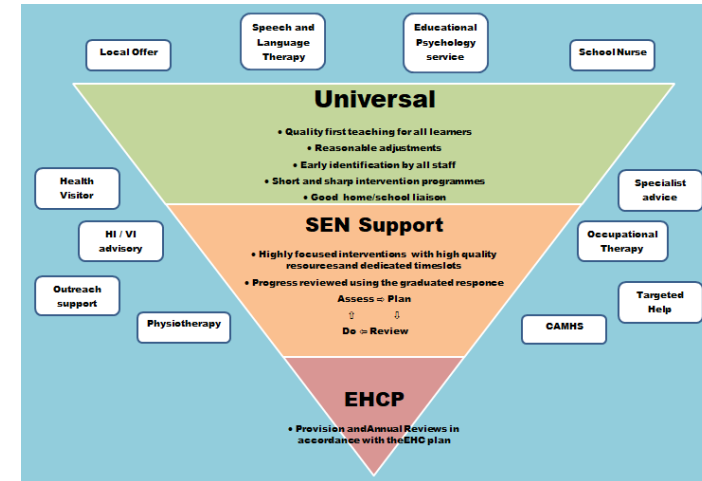 Local Offer
Speech and
Language
Therapy
Educational
Psychology
service
School Nurse
Universal
• Quality first teaching for all learners
• Reasonable adjustments
• Early identification by all staff
• Short and sharp intervention programmes
• Good home/school liaison
Health
Visitor
HI / VI
advisory
Outreach
support
Physiotherapy
SEN Support
• Highly focused interventions with high quality
resourcesand dedicated timeslots
• Progress reviewed using the graduated responce
Assess ⇨ Plan
⇧ ⇩
Do ⇦ Review
Specialist
advice
Occupational
Therapy
Targeted
Help
CAMHS
EHCP
• Provision andAnnual Reviews in
accordance with theEHC plan